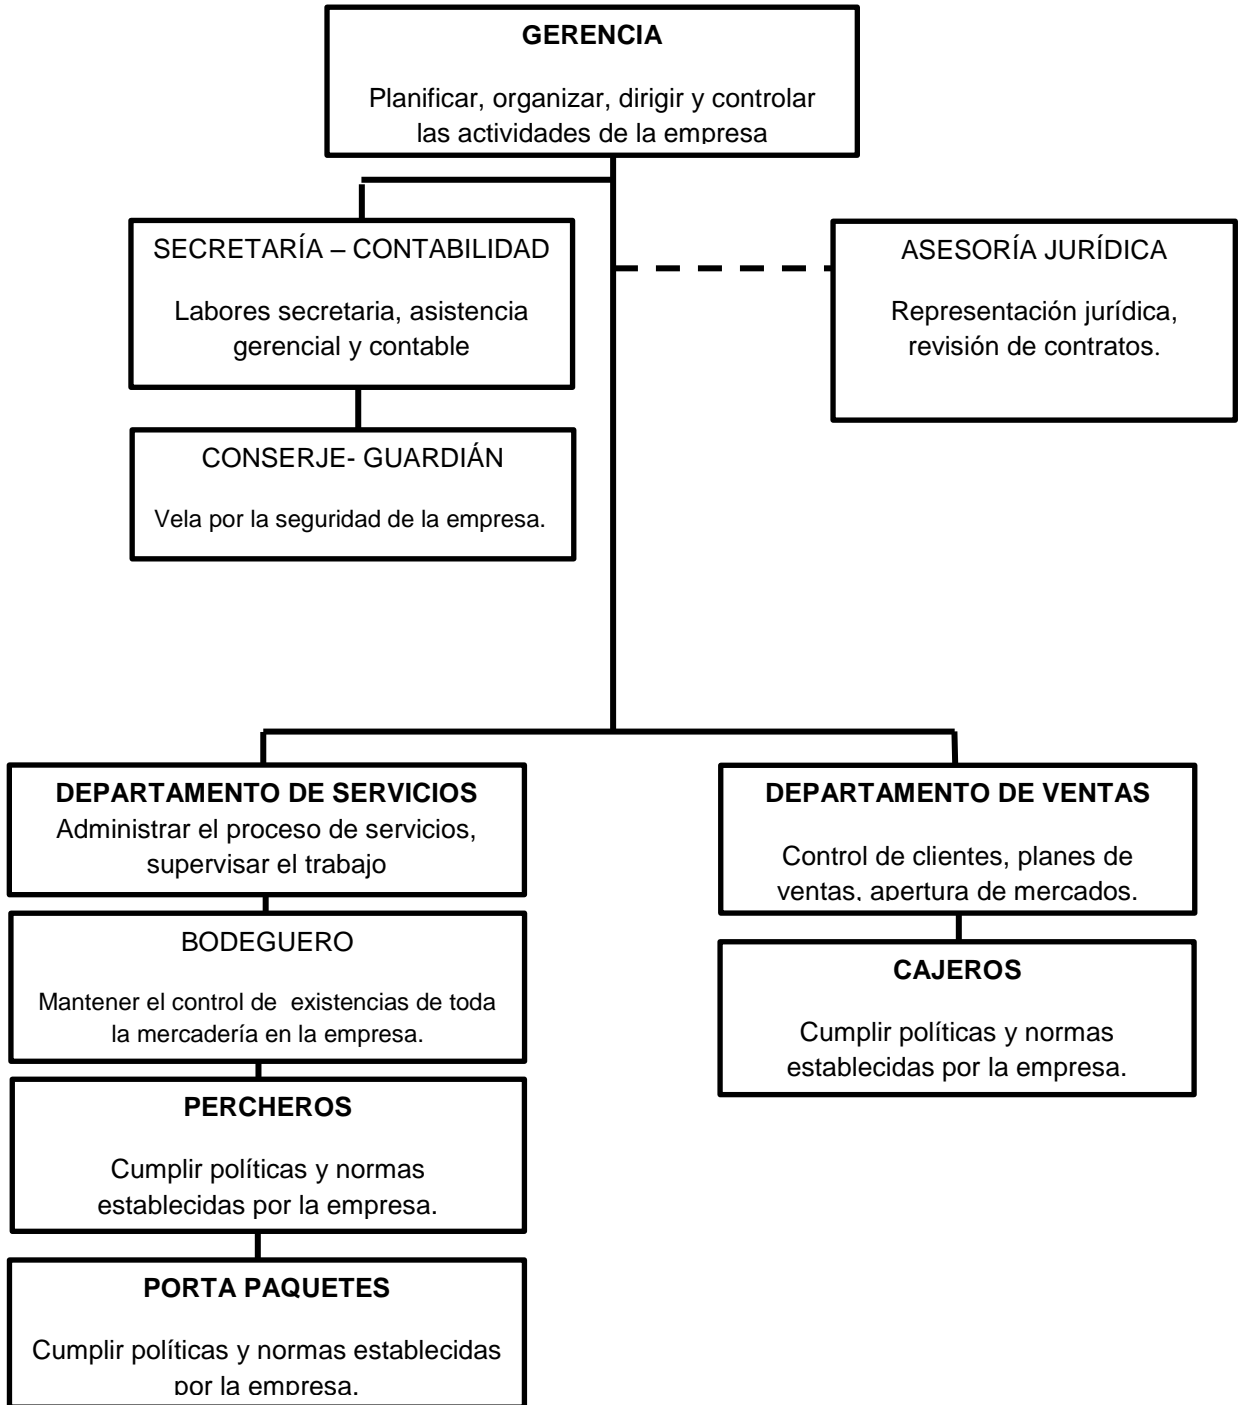 GERENCIA
Planificar, organizar, dirigir y controlar
las actividades de la empresa
SECRETARÍA – CONTABILIDAD
Labores secretaria, asistencia
gerencial y contable
ASESORÍA JURÍDICA
Representación jurídica,
revisión de contratos.
CONSERJE- GUARDIÁN
Vela por la seguridad de la empresa.
DEPARTAMENTO DE SERVICIOS
Administrar el proceso de servicios,
supervisar el trabajo
DEPARTAMENTO DE VENTAS
Control de clientes, planes de
ventas, apertura de mercados.
BODEGUERO
Mantener el control de  existencias de toda
la mercadería en la empresa.
CAJEROS
Cumplir políticas y normas
establecidas por la empresa.
PERCHEROS
Cumplir políticas y normas
establecidas por la empresa.
PORTA PAQUETES
Cumplir políticas y normas establecidas
por la empresa.